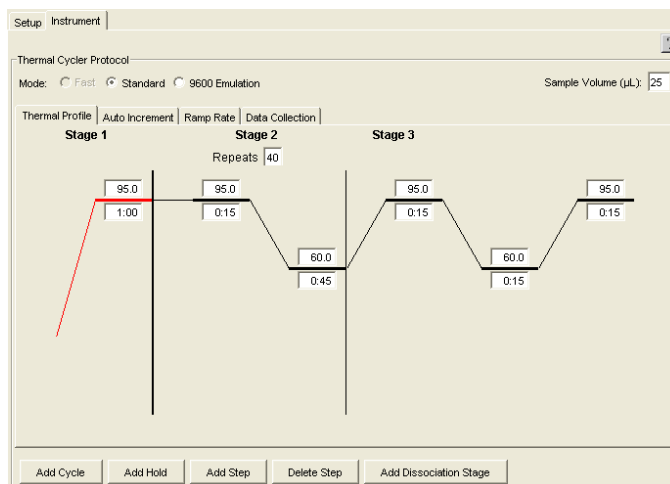 Setup Instrument
Thermal Cycler Protocol
Mode: Fast Standard 9600 Emulation Sample Volume (µL): 25
Thermal Profile Auto Increment Ramp Rate Data Collection
Stage 1 Stage 2 Stage 3
Repeats 40
95.0 95.0 95.0 95.0
1:00 0:15 0:15 0:15
60.0 60.0
0:45 0:15
Add Cycle Add Hold Add Step Delete Step Add Dissociation Stage